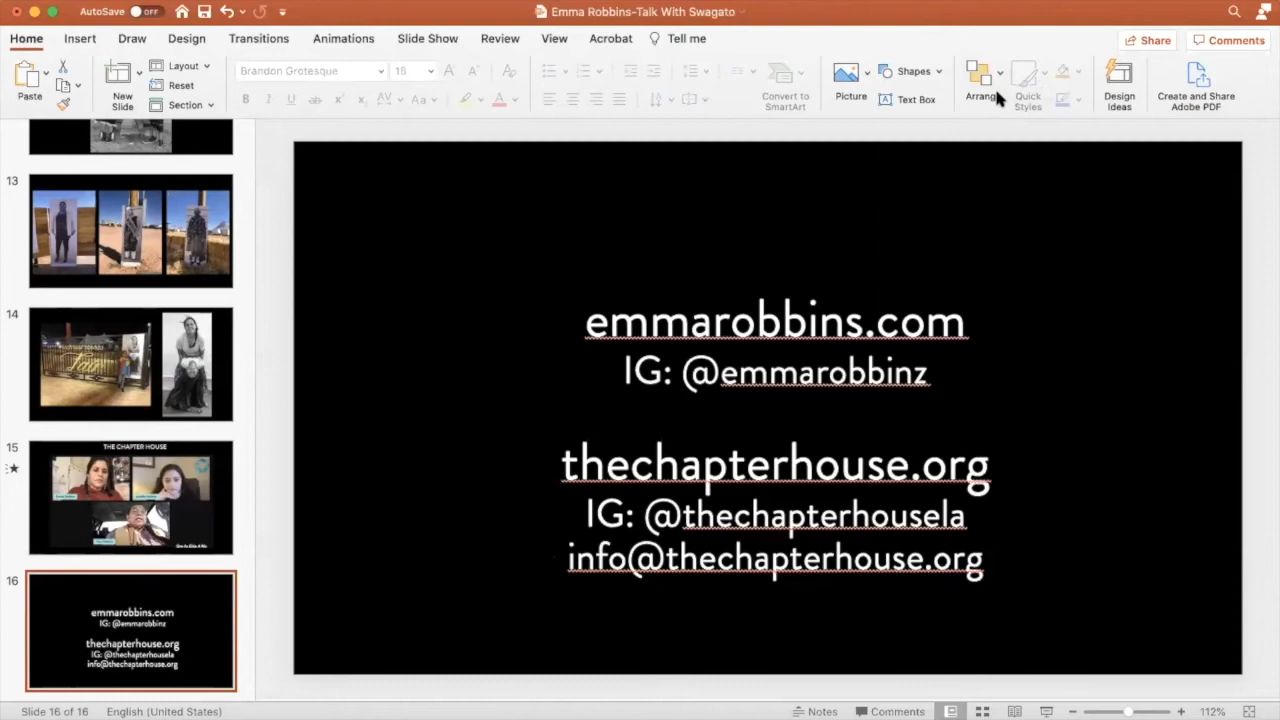 AutoSave OFF
Emma Robbins-Talk With Swagato
Home Insert Draw Design Transitions Animations Slide Show Review View Acrobat Tell me
Share Comments
Paste
New Slide
Layout
Reset
Section
Brandon Grotesque 18
Convert to SmartArt
Picture
Shapes
Text Box
Arrange
Quick Styles
Design Ideas
Create and Share Adobe PDF
13
14
Fair
15
THE CHAPTER HOUSE
16
emmarobbins.com
IG: @emmarobbinz
thechapterhouse.org
IG: @thechapterhousela
info@thechapterhouse.org
emmarobbins.com
IG: @emmarobbinz
thechapterhouse.org
IG: @thechapterhousela
info@thechapterhouse.org
Slide 16 of 16 English (United States) Notes Comments 112%